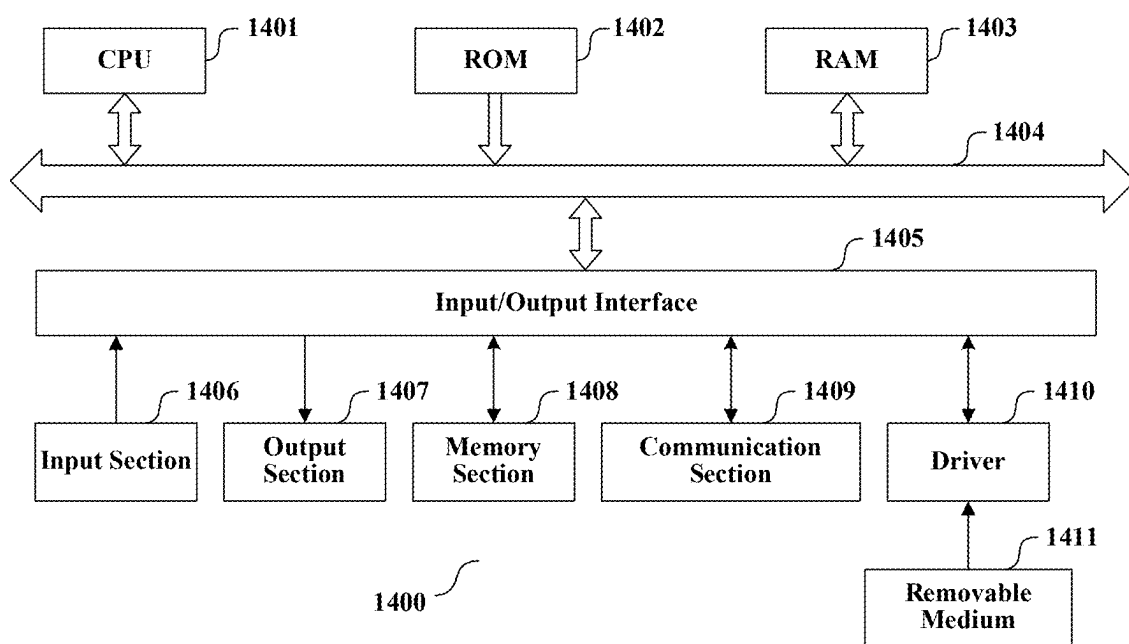 1401
1402
1403
CPU
ROM
RAM
1404
1405
Input/Output Interface
1406
1407
1408
1409
1410
Input Section
Output
Section
Memory
Section
Communication
Section
Driver
1411
1400
Removable
Medium